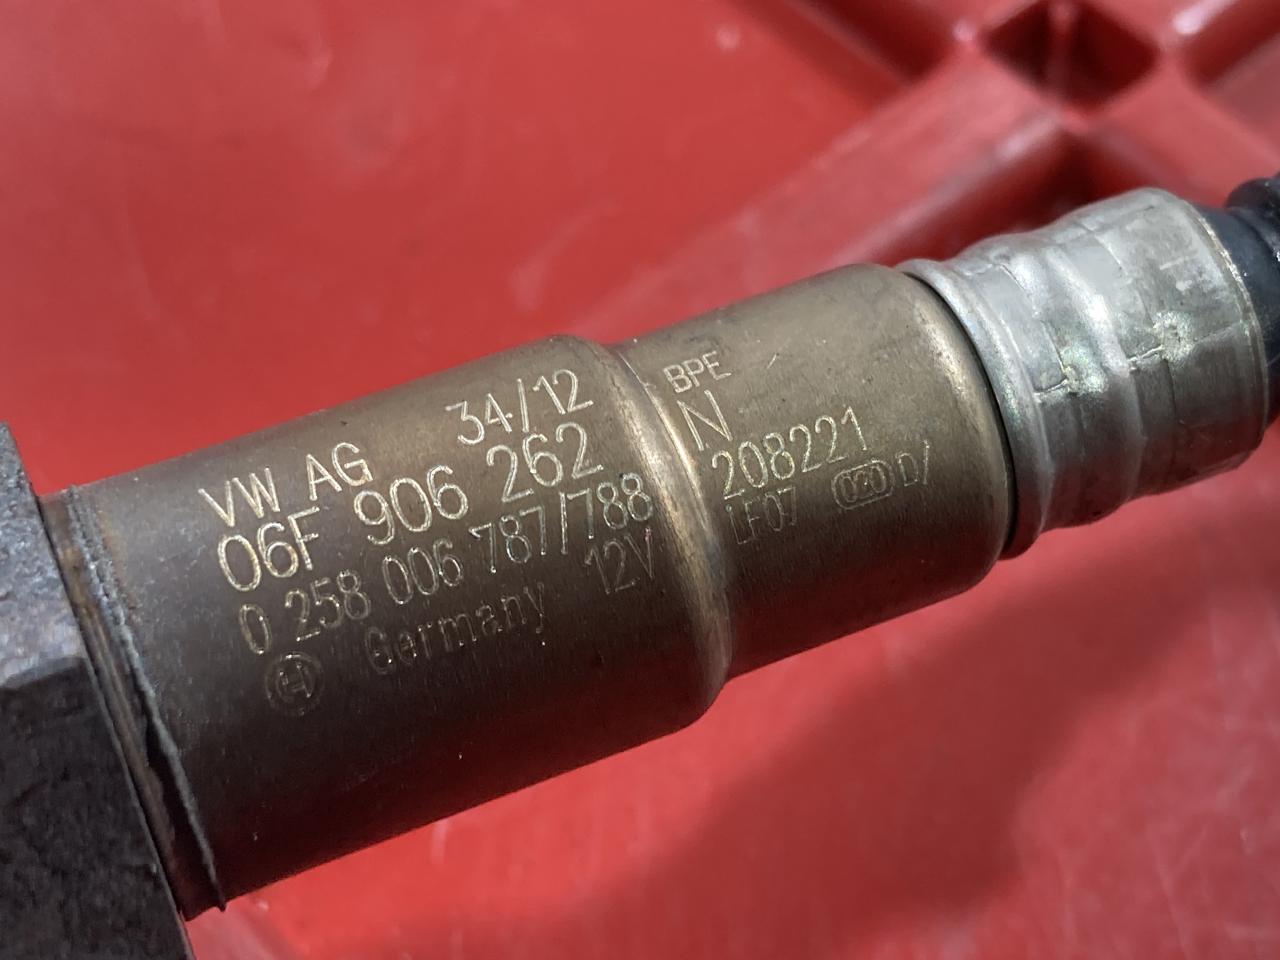 VW AG 34/12
06F 906 262
0 258 006 787/788
Germany 12V
BPE
N
208221
LF07